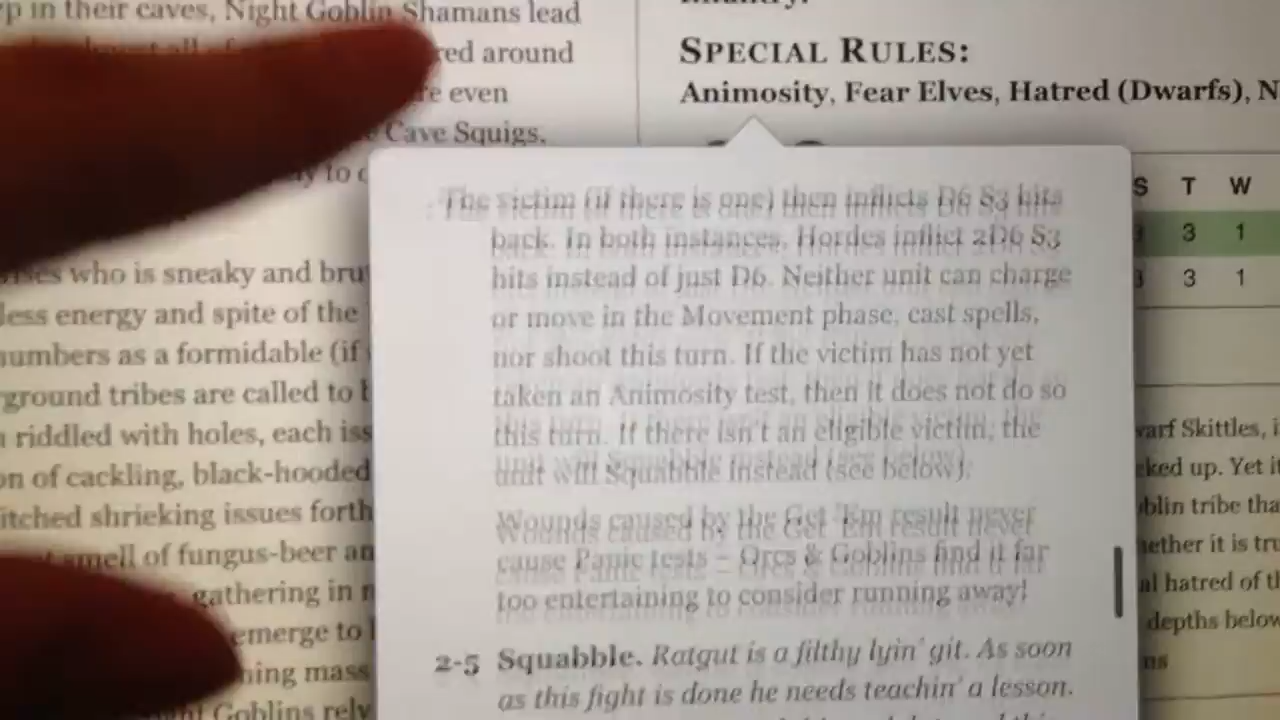 p in their caves, Night Goblin Shamans lead
red around
even
Cave Squigs.
to
who is sneaky and
less energy and spite of the
numbers as a formidable (if
ground tribes are called to
riddled with holes, each
on of cackling, black-hooded
itched shrieking issues forth
smell of fungus-beer
gathering in
emerge to
ning mass
Goblins rely
SPECIAL RULES:
Animosity, Fear Elves, Hatred (Dwarfs), N
S T W
3 1
3 1
The victim (if there is one) then inflicts D6 S3 hits
back. In both instances, Hordes inflict 2D6 S3
hits instead of just D6. Neither unit can charge
or move in the Movement phase, cast spells,
nor shoot this turn. If the victim has not yet
taken an Animosity test, then it does not do so
this turn. If there isn't an eligible victim, the
unit will Squabble instead (see below).
Wounds caused by the Get 'Em result never
cause Panic tests – Orcs & Goblins find it far
too entertaining to consider running away!
2-5 Squabble. Ratgut is a filthy lyin' git. As soon
as this fight is done he needs teachin' a lesson.
Skittles,
ked up. Yet
blin tribe
ether it is
al hatred of
depths below